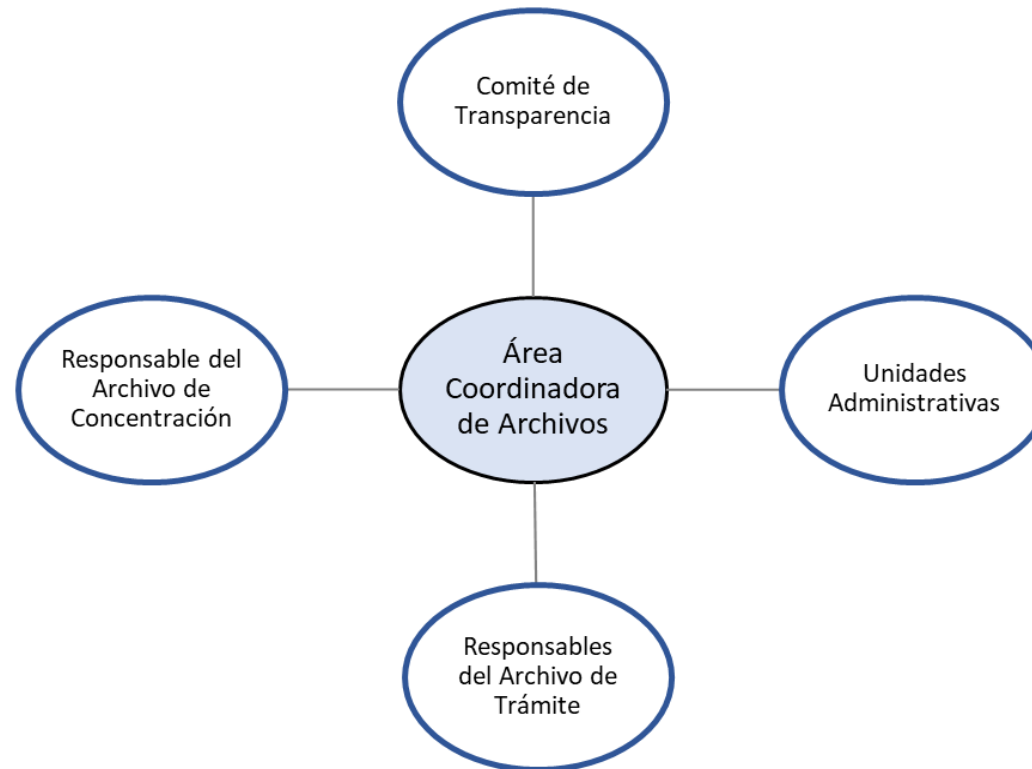 Comité de
Transparencia
Responsable del
Archivo de
Concentración
Área
Coordinadora
de Archivos
Unidades
Administrativas
Responsables
del Archivo de
Trámite